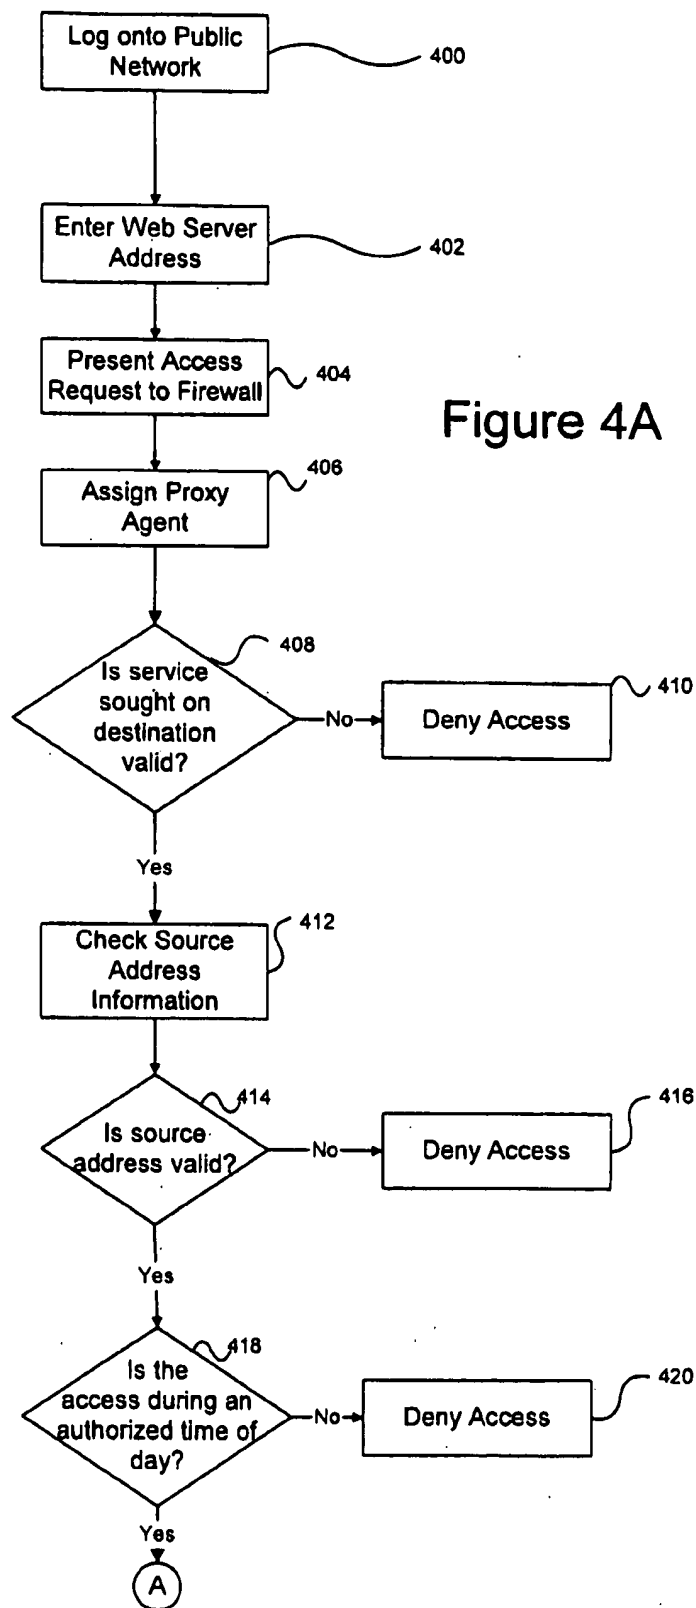 Log onto Public
Network
400
Enter Web Server
Address
402
Present Access
Request to Firewall
404
Figure 4A
406
Assign Proxy
Agent
408
Is service
sought on
destination
valid?
No
410
Deny Access
Yes
412
Check Source
Address
Information
414
Is source
address valid?
No
416
Deny Access
Yes
418
Is the
access during an
authorized time of
day?
No
420
Deny Access
Yes
A